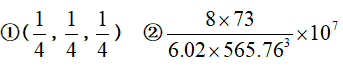 ①(1/4, 1/4, 1/4) ②(8×73)/(6.02×565.76³)×10⁷